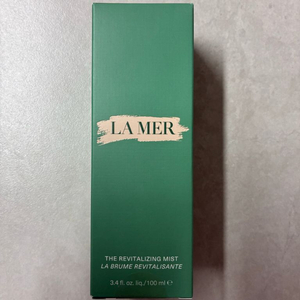 LA MER
THE REVITALIZING MIST
LA BRUME REVITALISANTE
3.4 fl. oz. liq./100 ml ℮